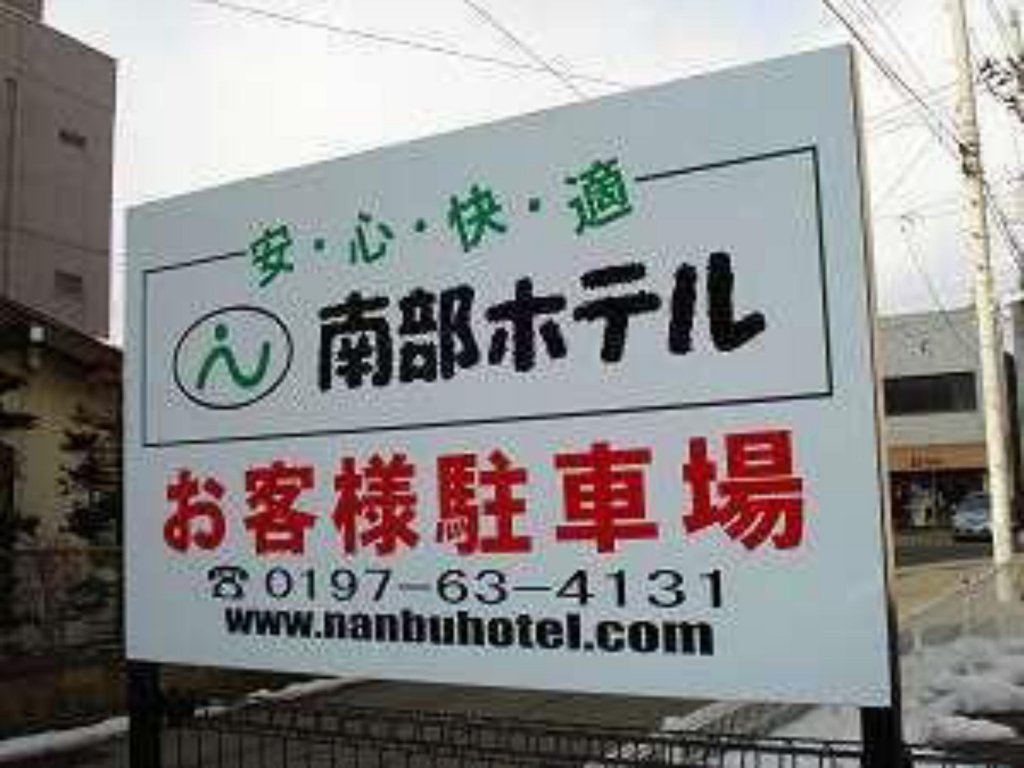 安・心・快・適
南部ホテル
お客様駐車場
☎0197-63-4131
www.nanbuhotel.com